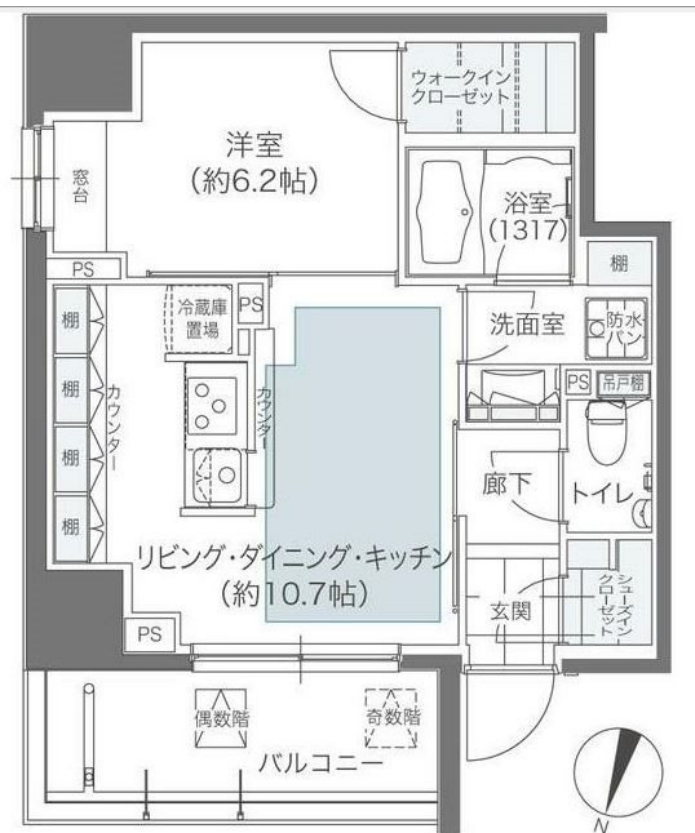 ウォークイン
クローゼット
洋室
(約6.2帖)
窓台
浴室
(1317)
PS
棚
冷蔵庫
置場
PS
棚
洗面室
防水
パン
棚
カウンター
カウンター
PS
吊戸棚
棚
廊下
トイレ
棚
リビング・ダイニング・キッチン
(約10.7帖)
玄関
シューズイン
クローゼット
PS
偶数階
奇数階
バルコニー
N